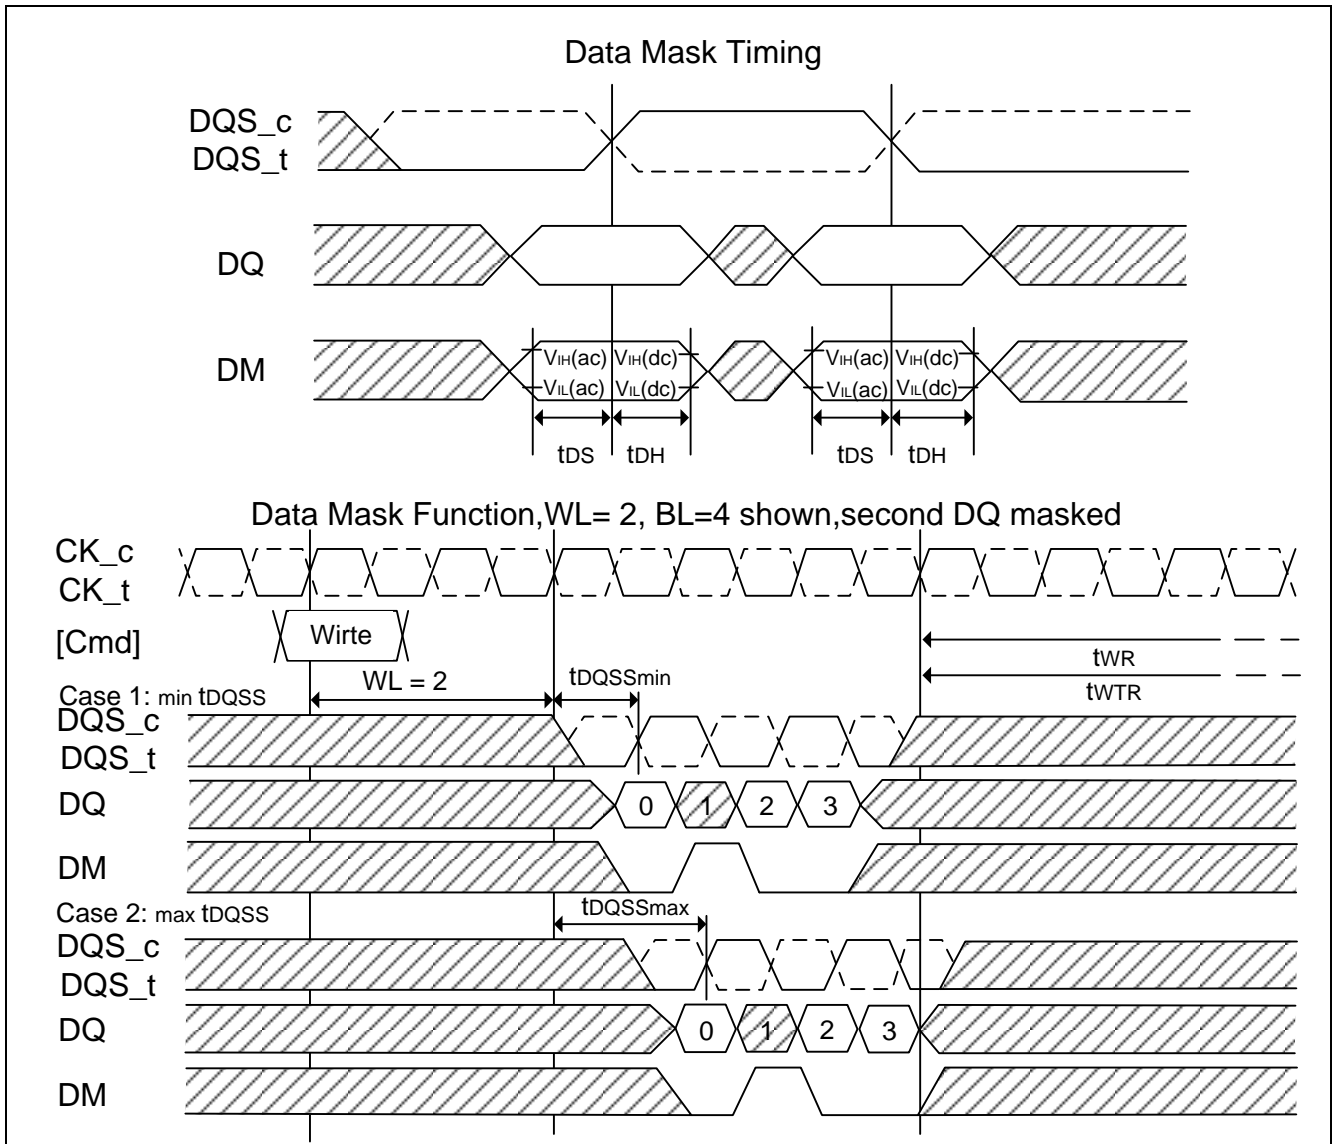 Data Mask Timing
DQS_c
DQS_t
DQ
DM
VIH(ac) VIH(dc) VIH(ac) VIH(dc)
VIL(ac) VIL(dc) VIL(ac) VIL(dc)
tDS tDH tDS tDH
Data Mask Function,WL= 2, BL=4 shown,second DQ masked
CK_c
CK_t
[Cmd] Wirte
tWR
WL = 2 tDQSSmin
tWTR
Case 1: min tDQSS
DQS_c
DQS_t
DQ 0 1 2 3
DM
Case 2: max tDQSS tDQSSmax
DQS_c
DQS_t
DQ 0 1 2 3
DM